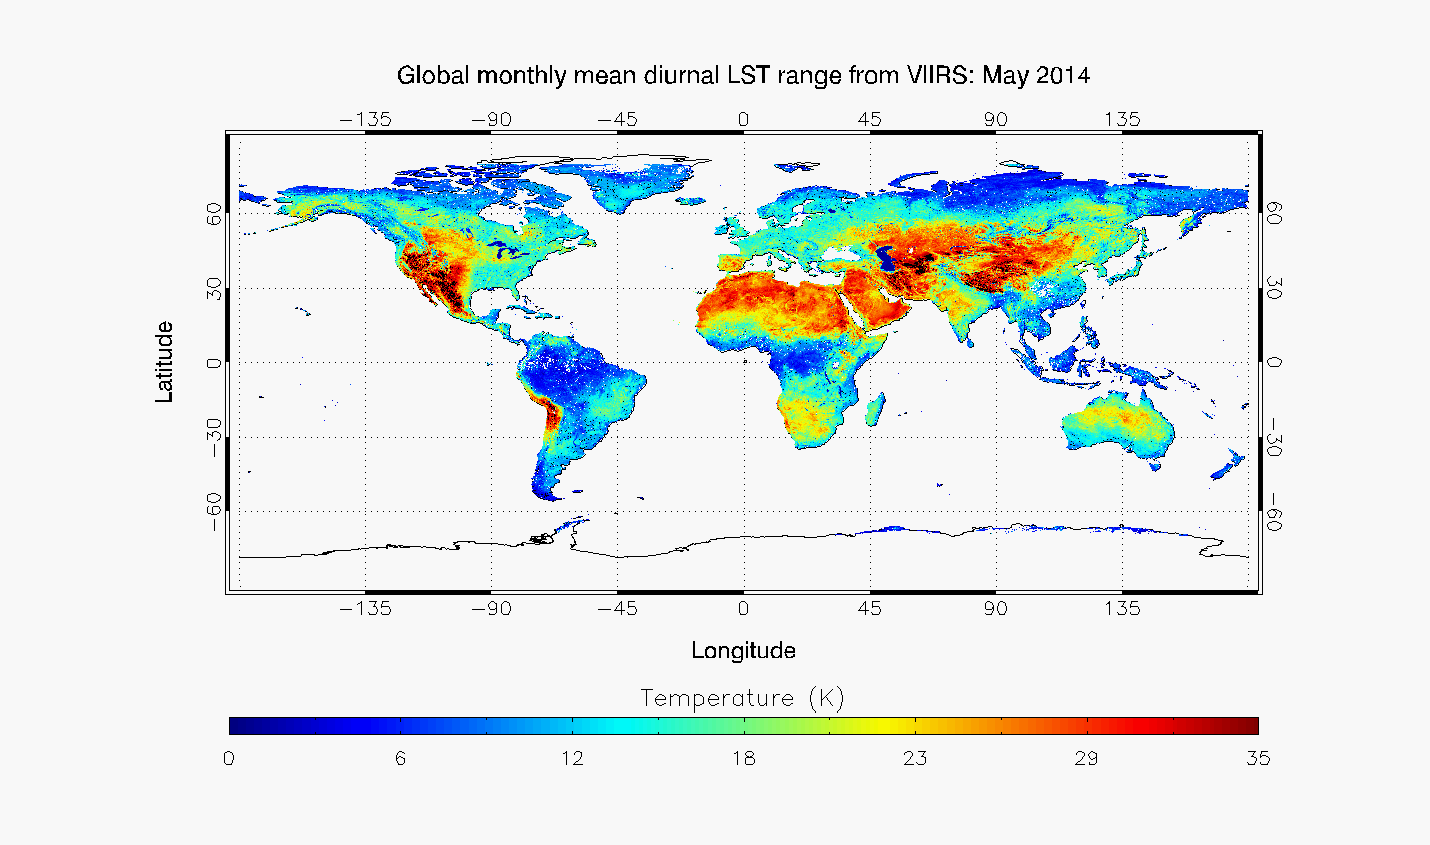 Global monthly mean diurnal LST range from VIIRS: May 2014
−135 −90 −45 0 45 90 135
60 60
30 30
0 0
−30 −30
−60 −60
Latitude
−135 −90 −45 0 45 90 135
Longitude
Temperature (K)
0 6 12 18 23 29 35